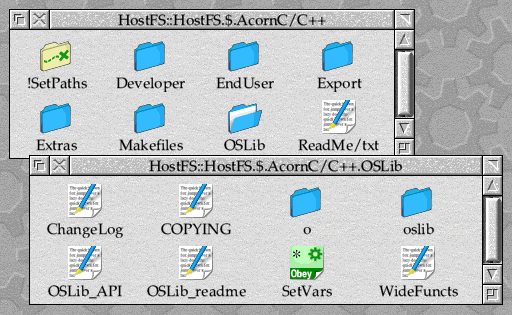 HostFS::HostFS.$.AcornC/C++
!SetPaths Developer EndUser Export
Extras Makefiles OSLib ReadMe/txt
HostFS::HostFS.$.AcornC/C++.OSLib
ChangeLog COPYING o oslib
* Obey
OSLib_API OSLib_readme SetVars WideFuncts